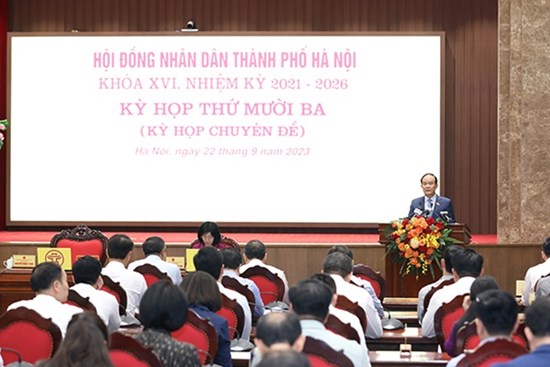 HỘI ĐỒNG NHÂN DÂN THÀNH PHỐ HÀ NỘI
KHÓA XVI, NHIỆM KỲ 2021 - 2026
KỲ HỌP THỨ MƯỜI BA
(KỲ HỌP CHUYÊN ĐỀ)
Hà Nội, ngày 22 tháng 9 năm 2023